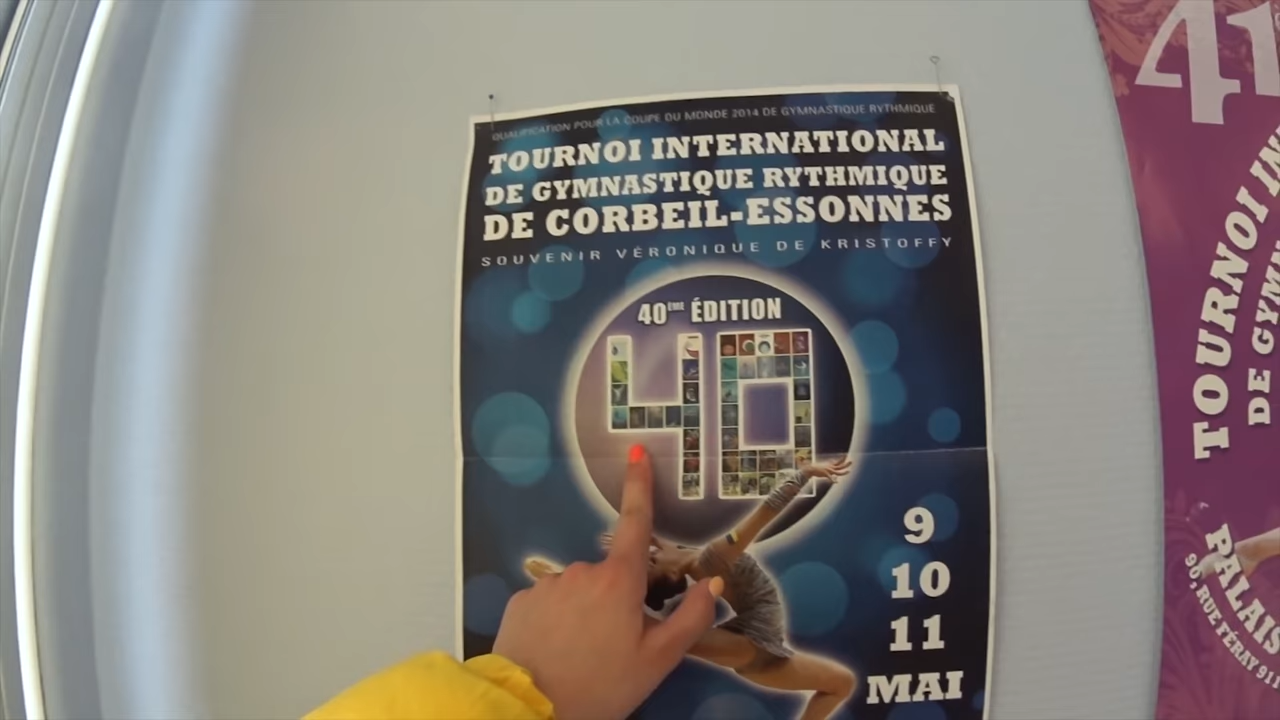 QUALIFICATION POUR LA COUPE DU MONDE 2014 DE GYMNASTIQUE RYTHMIQUE
TOURNOI INTERNATIONAL
DE GYMNASTIQUE RYTHMIQUE
DE CORBEIL-ESSONNES
SOUVENIR VÉRONIQUE DE KRISTOFFY
40ÈME ÉDITION
40
9
10
11
MAI
41
TOURNOI IN
DE GYM
PALAIS
90, RUE FÉRAY 911